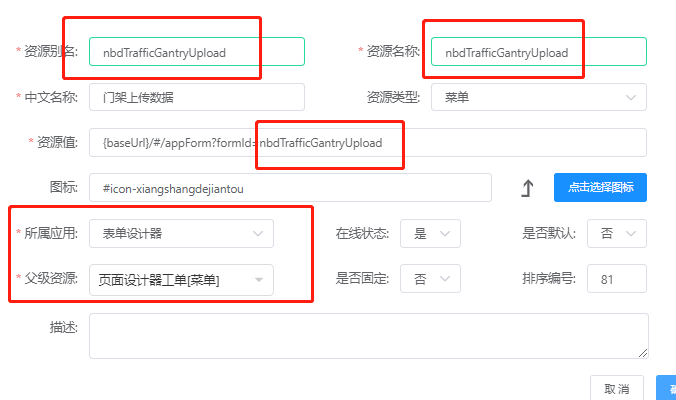 * 资源别名: nbdTrafficGantryUpload * 资源名称: nbdTrafficGantryUpload
* 中文名称: 门架上传数据 资源类型: 菜单
* 资源值: {baseUrl}/#/appForm?formId=nbdTrafficGantryUpload
图标: #icon-xiangshangdejiantou 点击选择图标
* 所属应用: 表单设计器 在线状态: 是 是否默认: 否
* 父级资源: 页面设计器工单[菜单] 是否固定: 否 排序编号: 81
描述:
取 消